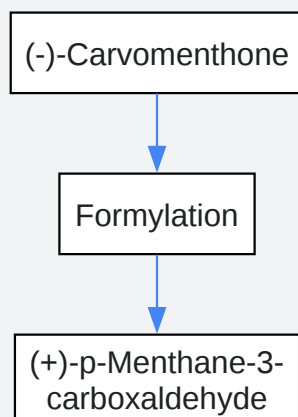 (-)-Carvomenthone
Formylation
(+)-p-Menthane-3-
carboxaldehyde